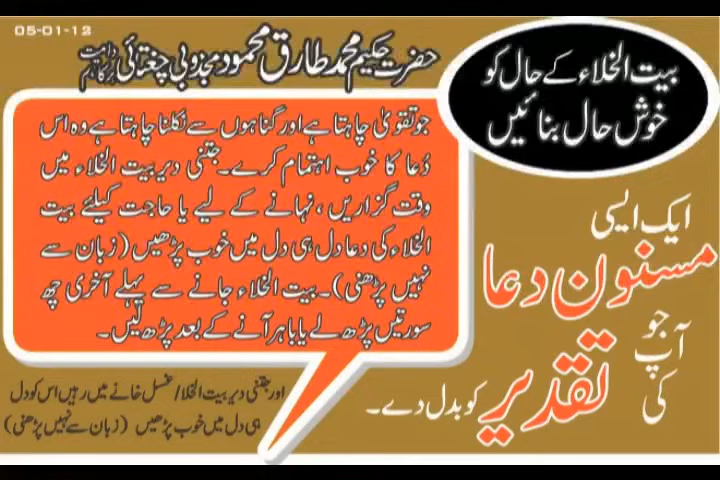 05-01-12
حضرت حکیم محمد طارق محمود مجذوبی چغتائی دامت برکاتہم
بیت الخلاء کے حال کو
خوش حال بنائیں
جو تقویٰ چاہتا ہے اور گناہوں سے نکلنا چاہتا ہے وہ اس
دُعا کا خوب اہتمام کرے۔ جتنی دیر بیت الخلاء میں
وقت گزاریں، نہانے کے لیے یا حاجت کیلئے بیت
الخلاء کی دعا دل ہی دل میں خوب پڑھیں (زبان سے
نہیں پڑھنی)۔ بیت الخلاء جانے سے پہلے آخری چھ
سورتیں پڑھ لے یا باہر آنے کے بعد پڑھ لیں۔
ایک ایسی
مسنون دعا
جو
آپ
کی
تقدیر کو بدل دے۔
اور جتنی دیر بیت الخلا/غسل خانے میں رہیں اس کو دل
ہی دل میں خوب پڑھیں (زبان سے نہیں پڑھنی)